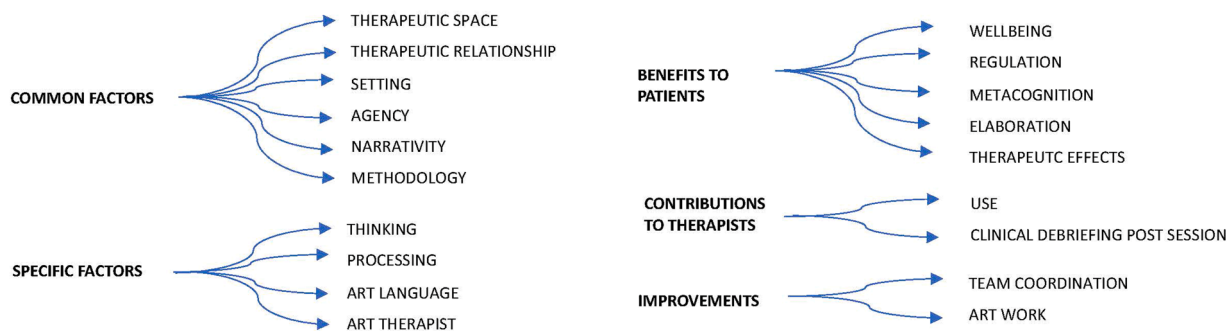 COMMON FACTORS
THERAPEUTIC SPACE
THERAPEUTIC RELATIONSHIP
SETTING
AGENCY
NARRATIVITY
METHODOLOGY
SPECIFIC FACTORS
THINKING
PROCESSING
ART LANGUAGE
ART THERAPIST
BENEFITS TO
PATIENTS
WELLBEING
REGULATION
METACOGNITION
ELABORATION
THERAPEUTC EFFECTS
CONTRIBUTIONS
TO THERAPISTS
USE
CLINICAL DEBRIEFING POST SESSION
IMPROVEMENTS
TEAM COORDINATION
ART WORK